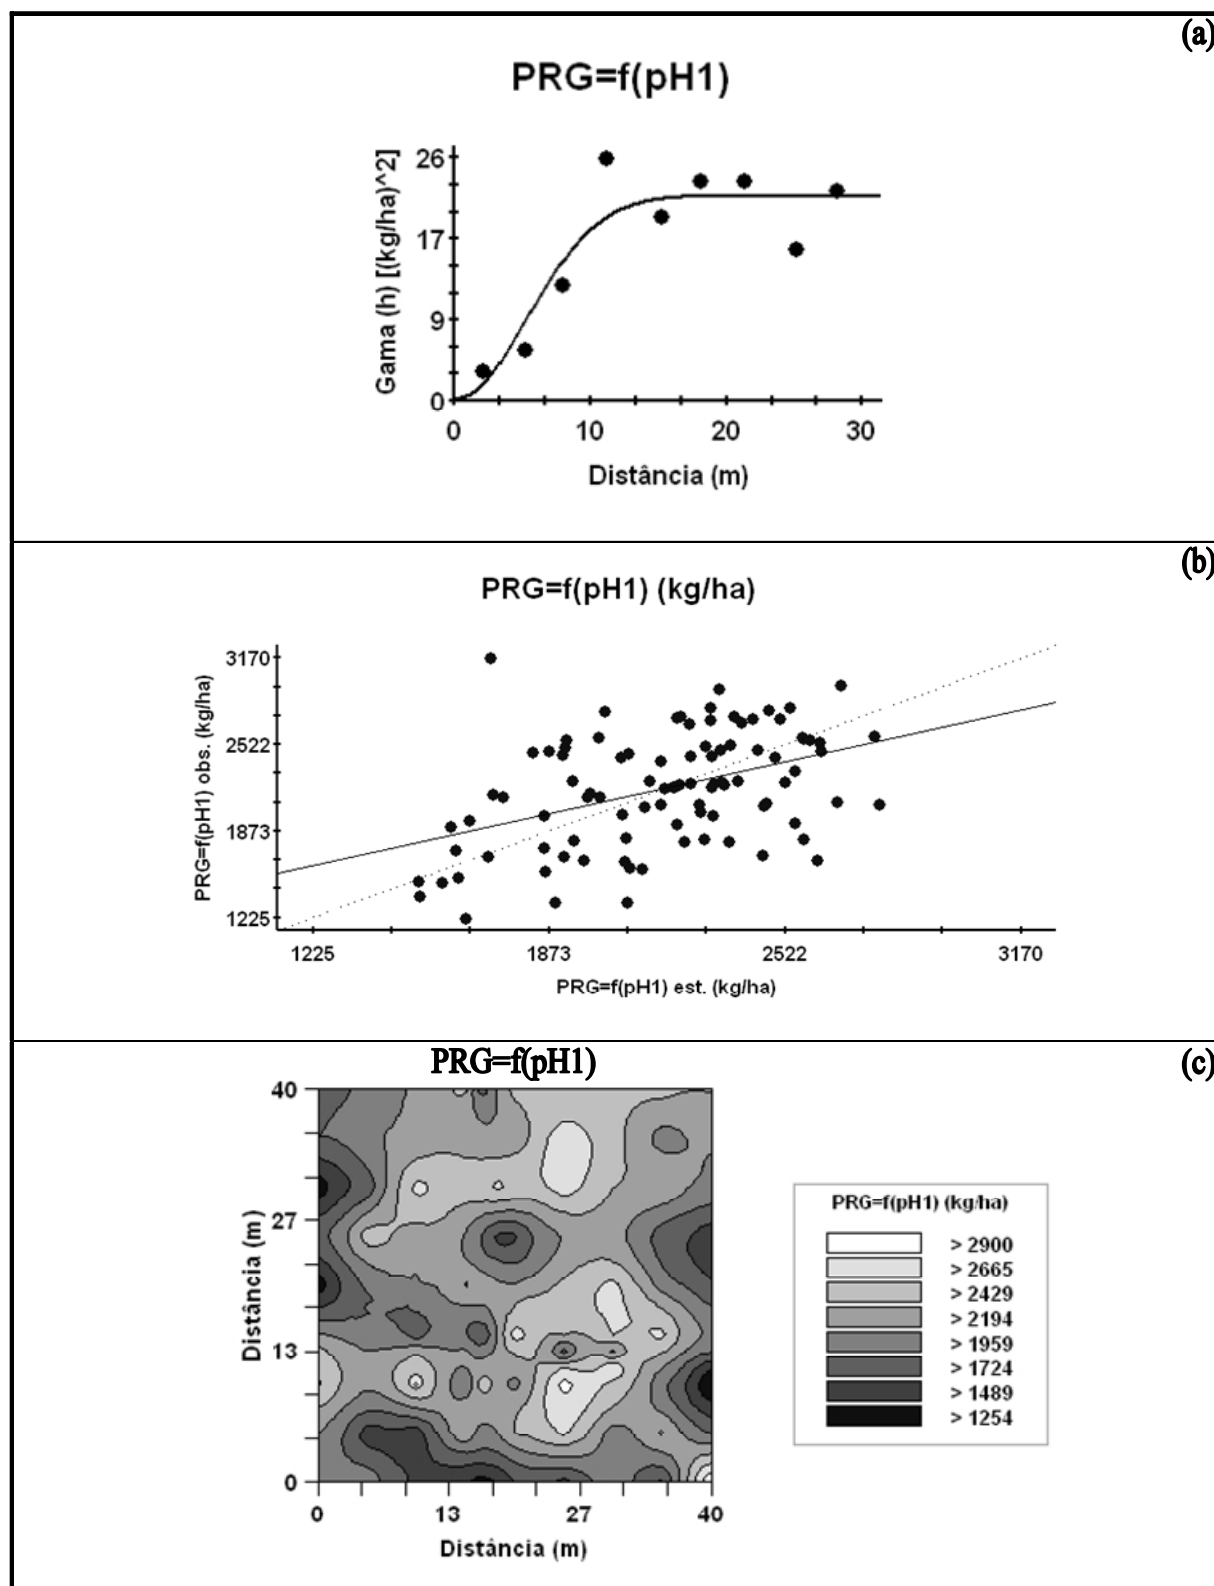 (a)
PRG=f(pH1)
Gama (h) [(kg/ha)^2]
26
17
9
0
0 10 20 30
Distância (m)
(b)
PRG=f(pH1) (kg/ha)
PRG=f(pH1) obs. (kg/ha)
3170
2522
1873
1225
1225 1873 2522 3170
PRG=f(pH1) est. (kg/ha)
(c)
PRG=f(pH1)
Distância (m)
40
27
13
0
0 13 27 40
Distância (m)
PRG=f(pH1) (kg/ha)
> 2900
> 2665
> 2429
> 2194
> 1959
> 1724
> 1489
> 1254